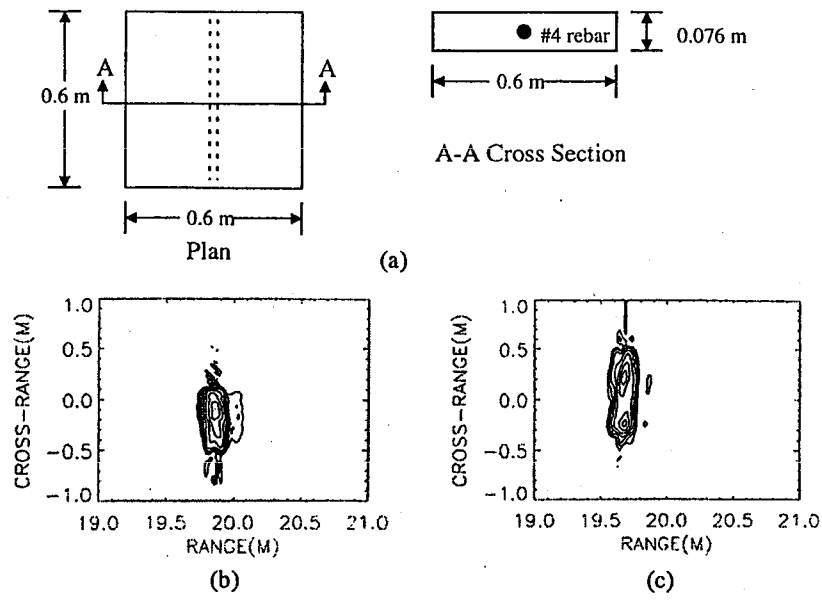 A A
0.6 m
0.6 m
Plan
#4 rebar
0.076 m
0.6 m
A-A Cross Section
(a)
CROSS-RANGE(M)
1.0
0.5
0.0
-0.5
-1.0
19.0 19.5 20.0 20.5 21.0
RANGE(M)
(b)
CROSS-RANGE(M)
1.0
0.5
0.0
-0.5
-1.0
19.0 19.5 20.0 20.5 21.0
RANGE(M)
(c)